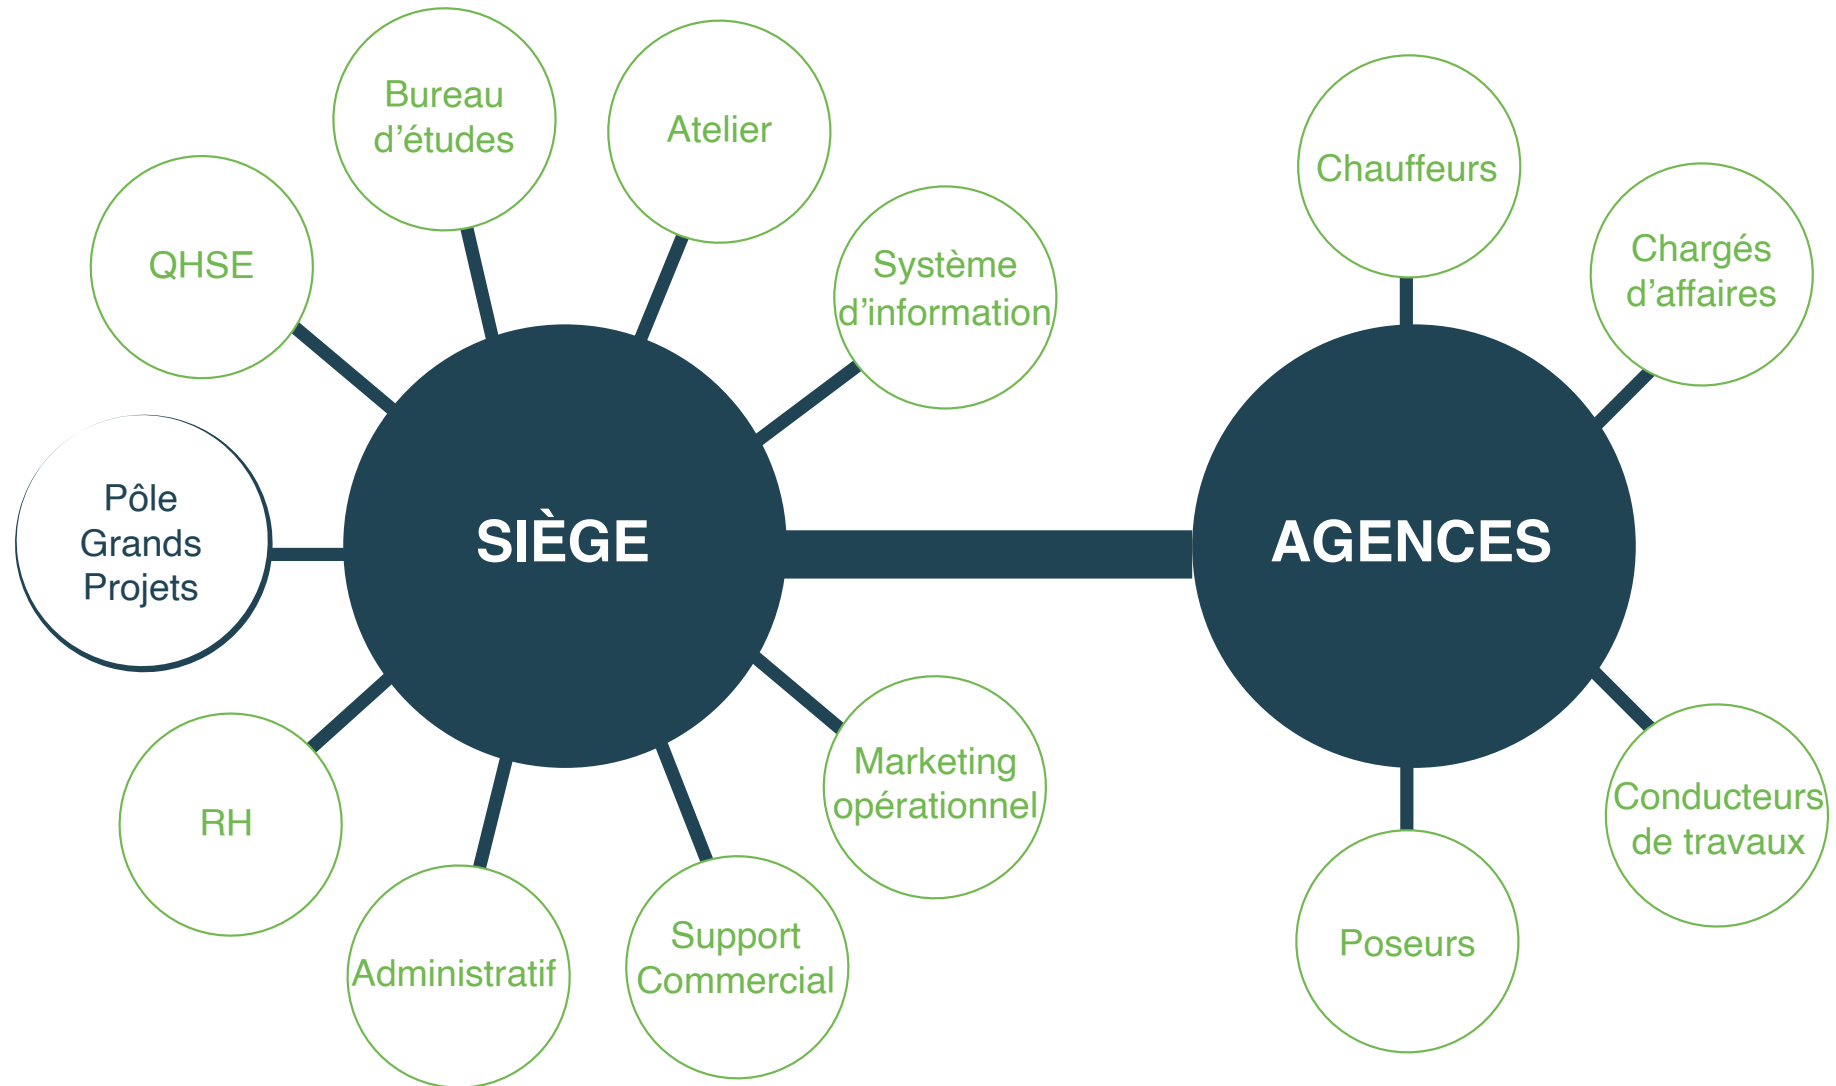 Bureau
d’études
Atelier
QHSE
Système
d’information
Pôle
Grands
Projets
SIÈGE
RH
Administratif
Support
Commercial
Marketing
opérationnel
Chauffeurs
Chargés
d’affaires
AGENCES
Conducteurs
de travaux
Poseurs